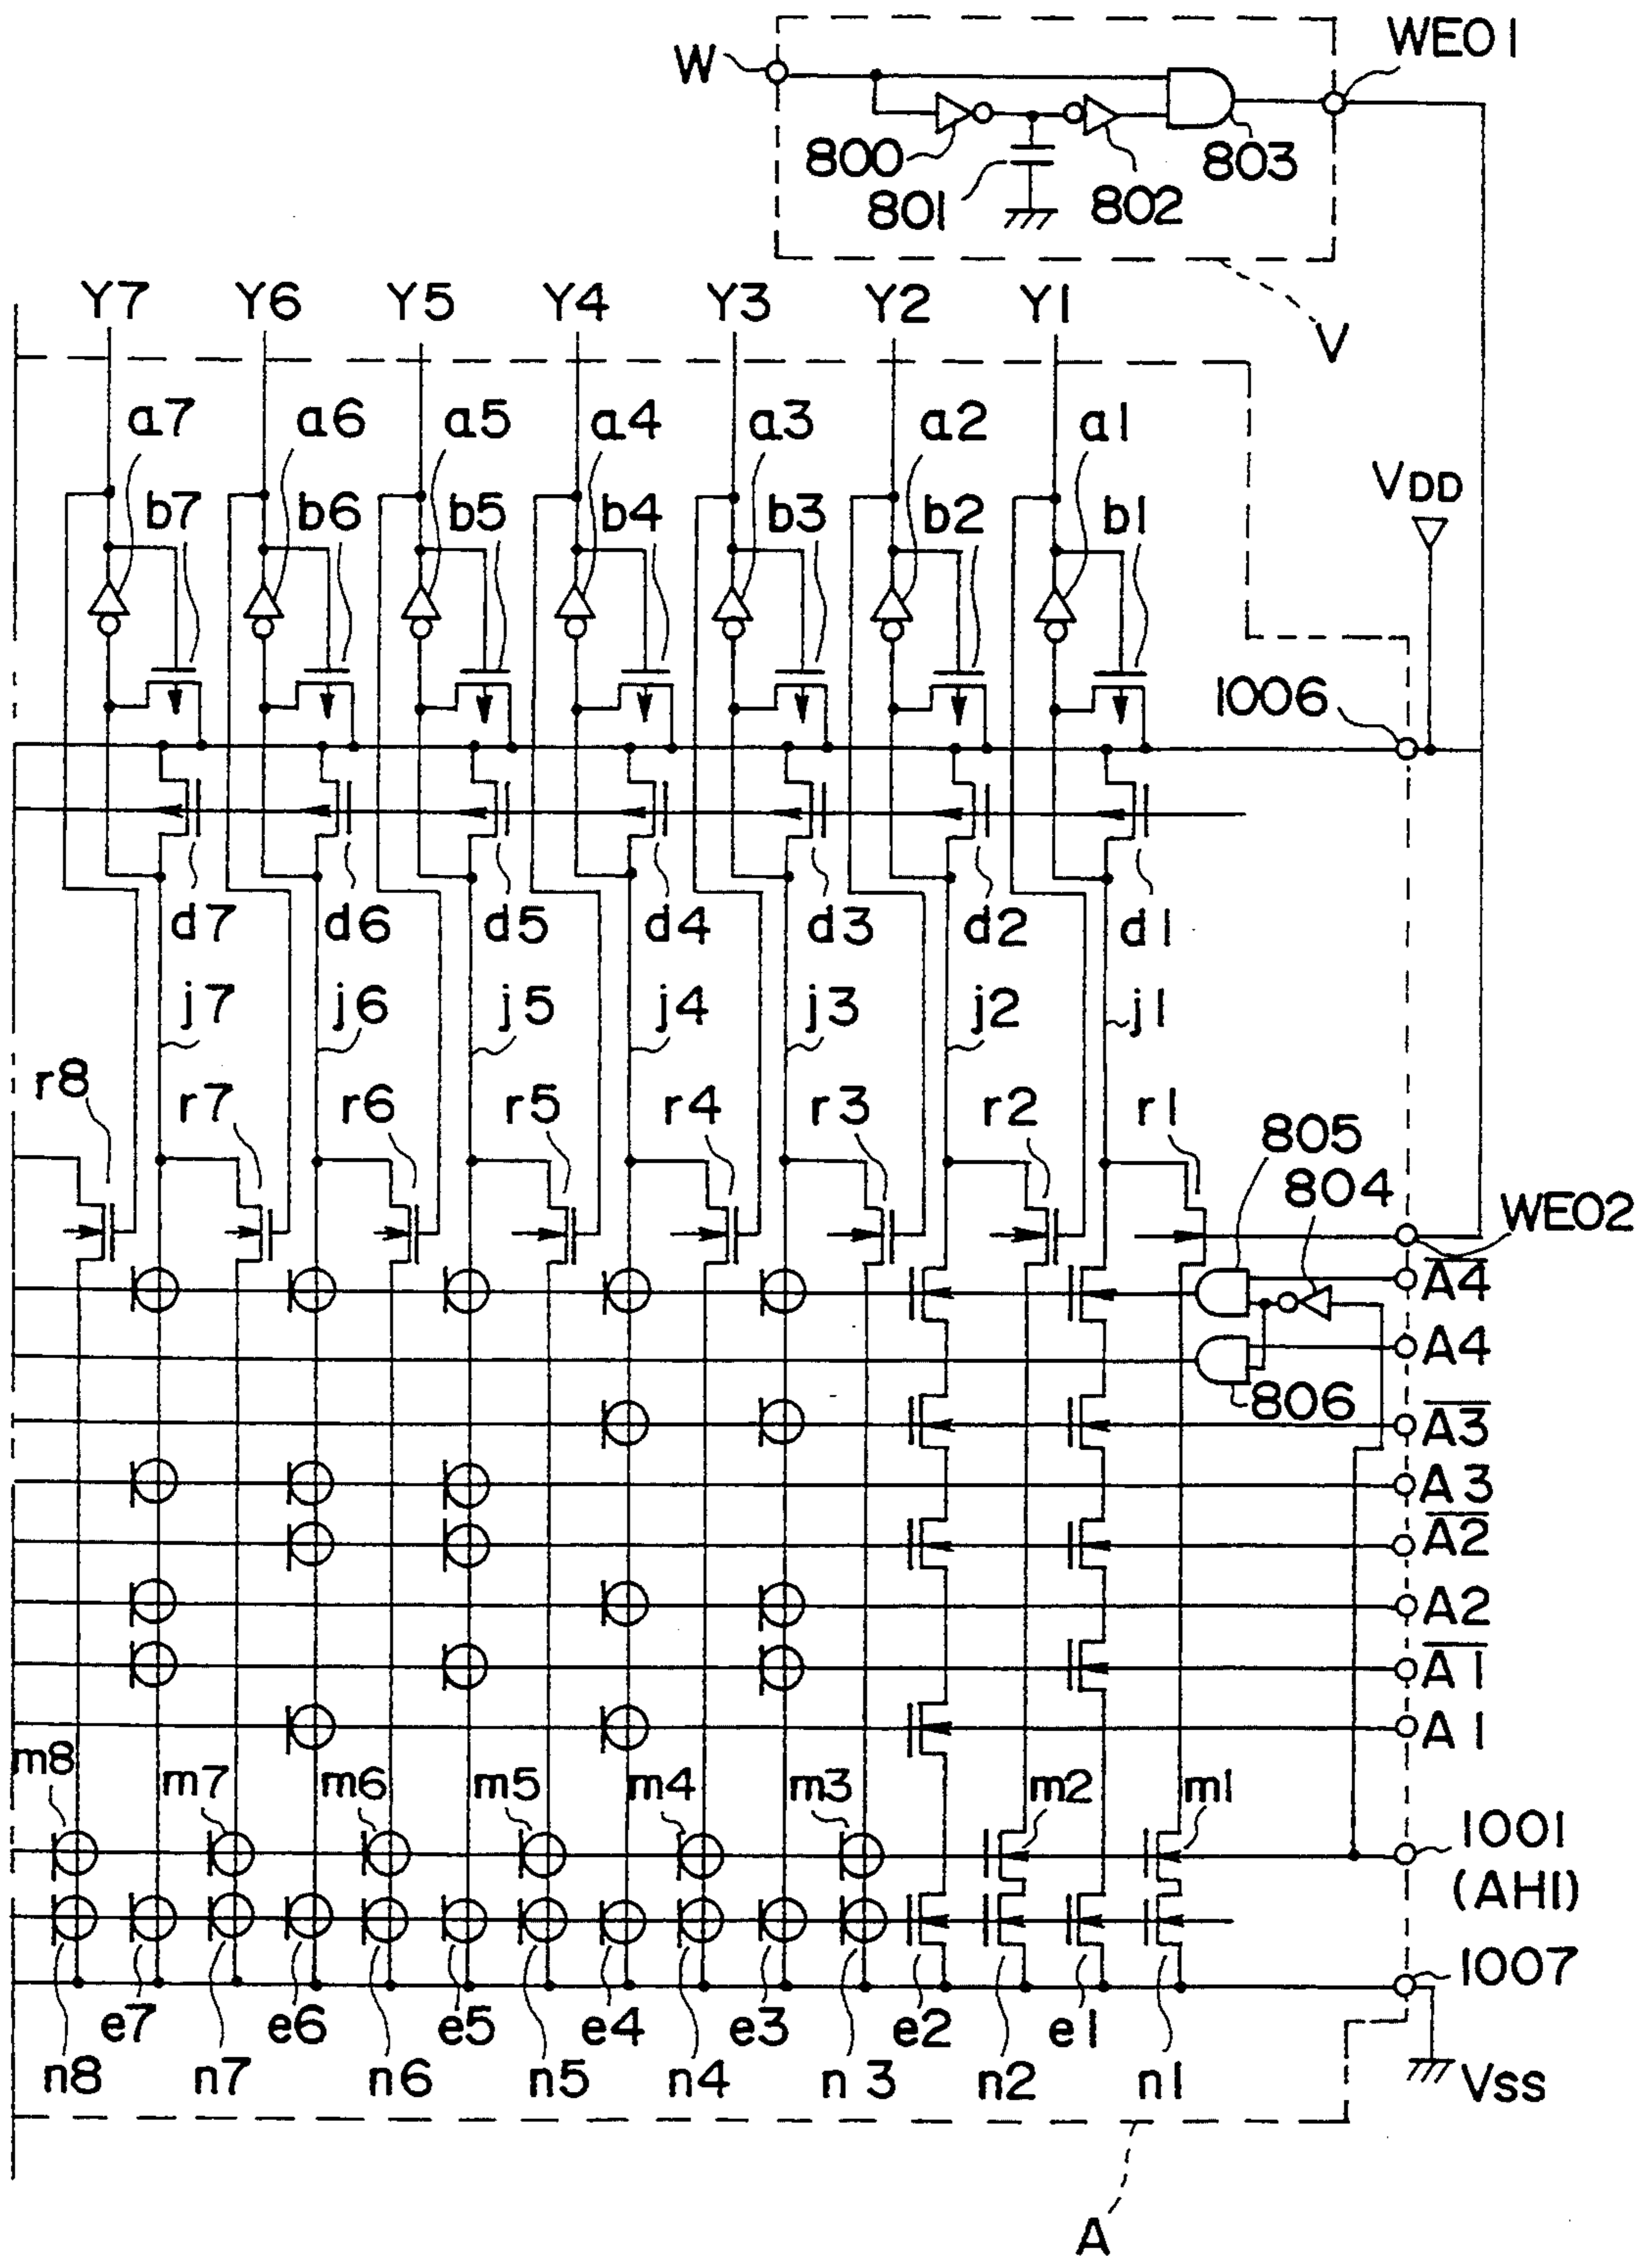 W
WE01
800
801
802
803
V
Y7 Y6 Y5 Y4 Y3 Y2 Y1
a7 a6 a5 a4 a3 a2 a1
VDD
b7 b6 b5 b4 b3 b2 b1
1006
d7 d6 d5 d4 d3 d2 d1
j7 j6 j5 j4 j3 j2 j1
r8 r7 r6 r5 r4 r3 r2 r1
805
804
WE02
A̅4̅
A4
806
A̅3̅
A3
A̅2̅
A2
A̅1̅
A1
m8 m7 m6 m5 m4 m3 m2 m1
1001
(AH1)
1007
e7 e6 e5 e4 e3 e2 e1
n8 n7 n6 n5 n4 n3 n2 n1
Vss
A